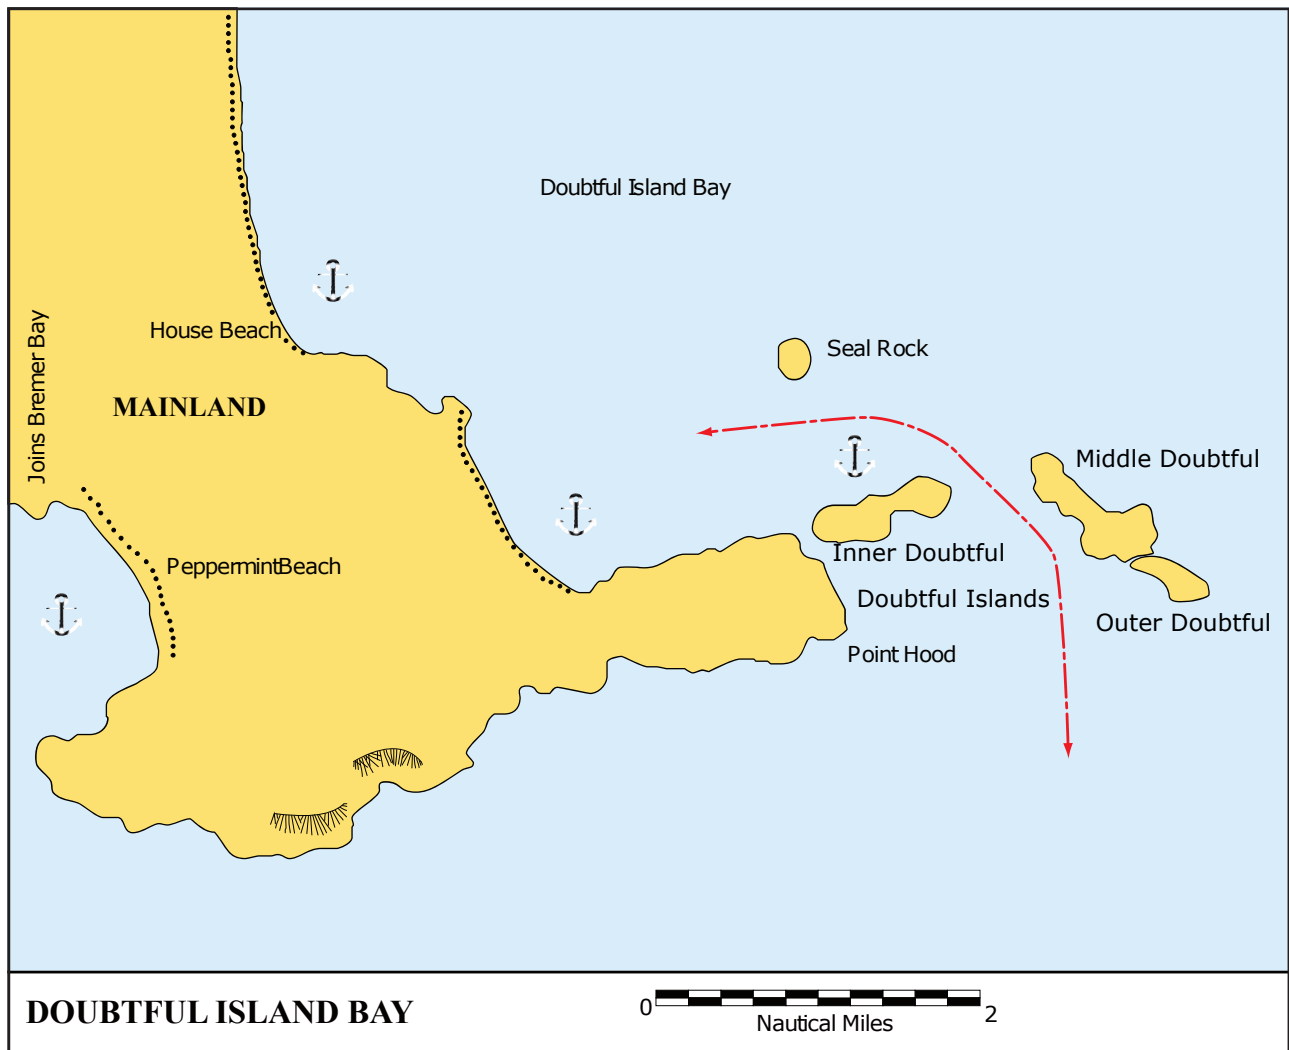 Doubtful Island Bay
House Beach
Joins Bremer Bay
Seal Rock
MAINLAND
Middle Doubtful
Inner Doubtful
PeppermintBeach
Doubtful Islands
Outer Doubtful
Point Hood
DOUBTFUL ISLAND BAY
0
2
Nautical Miles